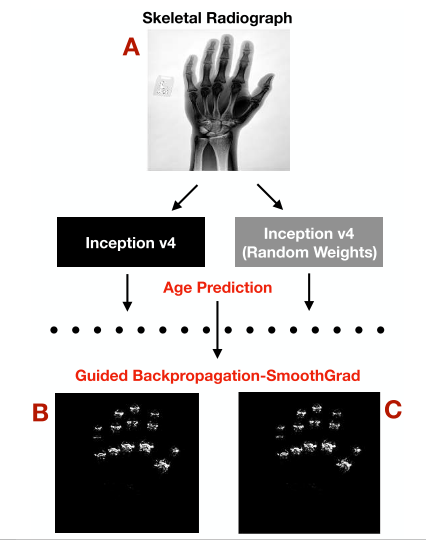 Skeletal Radiograph
A
Inception v4
Inception v4
(Random Weights)
Age Prediction
Guided Backpropagation-SmoothGrad
B
C